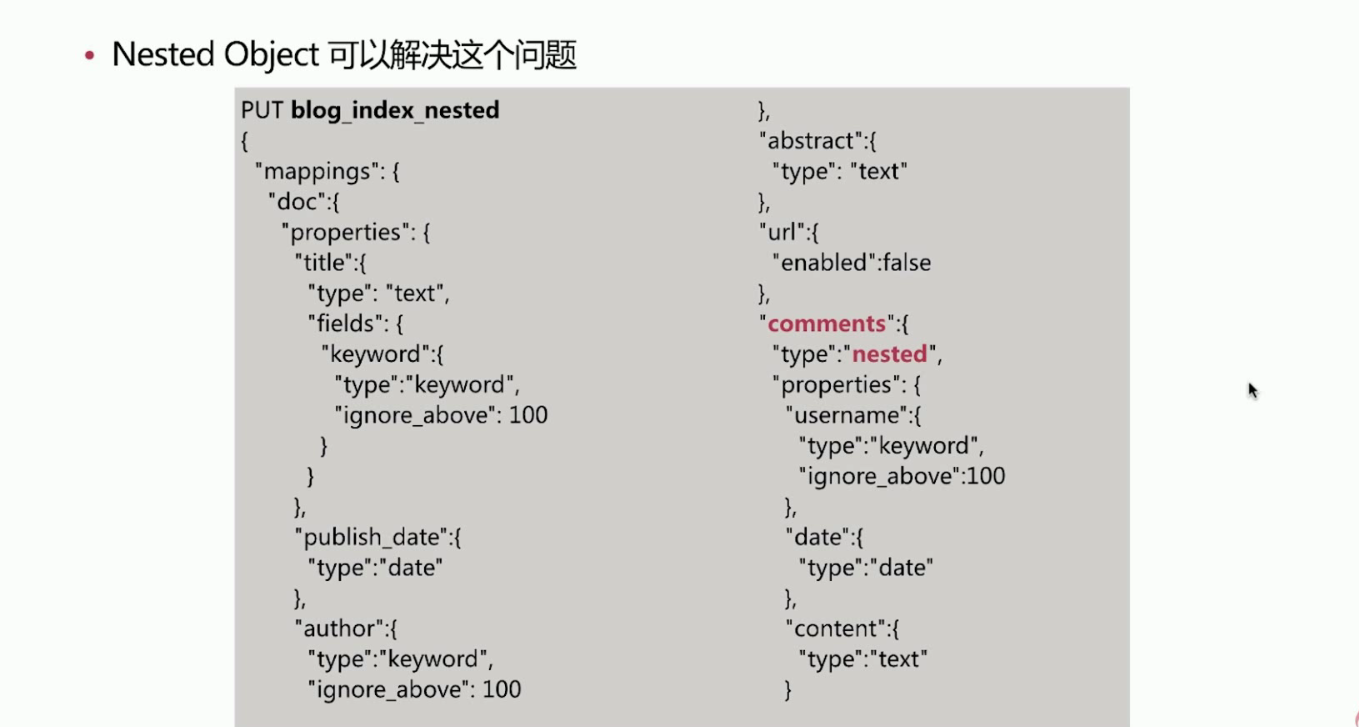 • Nested Object 可以解决这个问题
PUT blog_index_nested
{
"mappings": {
"doc":{
"properties": {
"title":{
"type": "text",
"fields": {
"keyword":{
"type":"keyword",
"ignore_above": 100
}
}
},
"publish_date":{
"type":"date"
},
"author":{
"type":"keyword",
"ignore_above": 100
},
"abstract":{
"type": "text"
},
"url":{
"enabled":false
},
"comments":{
"type":"nested",
"properties": {
"username":{
"type":"keyword",
"ignore_above":100
},
"date":{
"type":"date"
},
"content":{
"type":"text"
}